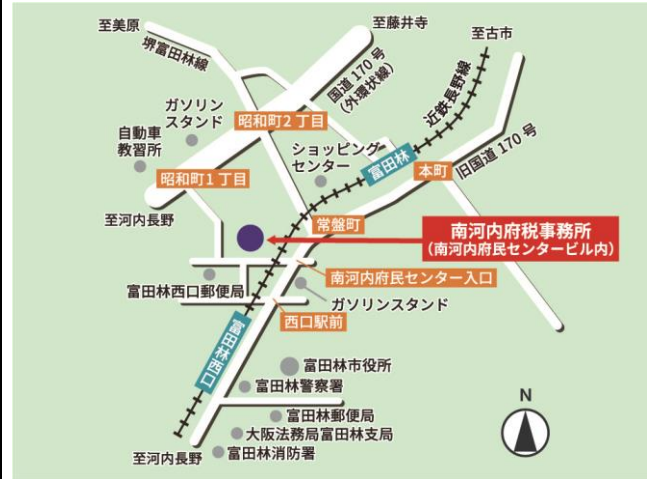 至美原
至藤井寺
至古市
堺富田林線
国道170号
（外環状線）
近鉄長野線
ガソリン
スタンド
昭和町2丁目
自動車
教習所
ショッピング
センター
富田林
本町
旧国道170号
昭和町1丁目
至河内長野
常盤町
南河内府税事務所
（南河内府民センタービル内）
富田林西口郵便局
南河内府民センター入口
ガソリンスタンド
西口駅前
富田林西口
富田林市役所
富田林警察署
富田林郵便局
大阪法務局富田林支局
至河内長野
富田林消防署
N